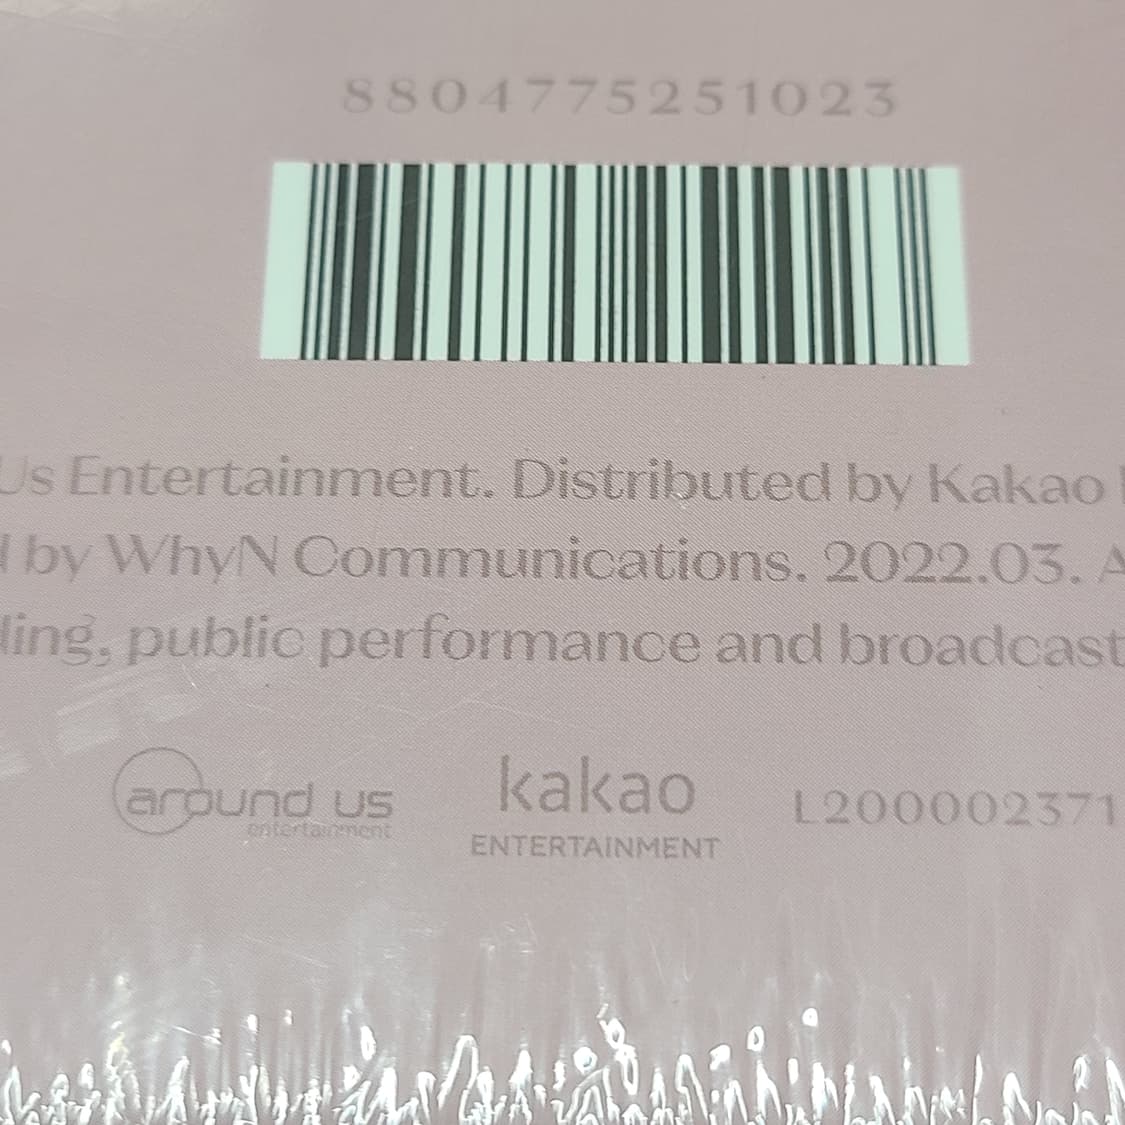 8804775251023
Us Entertainment. Distributed by Kakao
by WhyN Communications. 2022.03.
public performance and broadcast
around us
entertainment
kakao
ENTERTAINMENT
L200002371